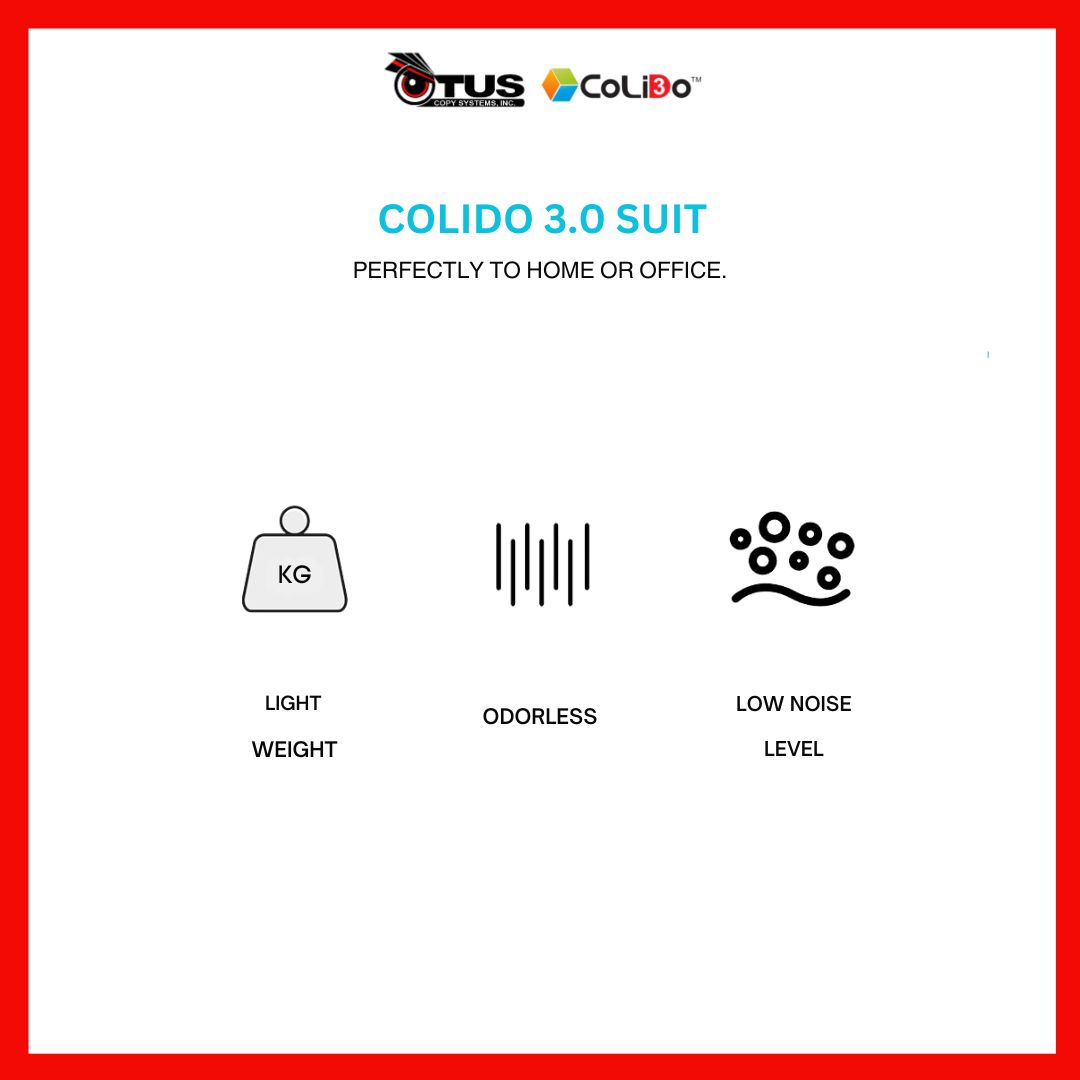 OTUS
COPY SYSTEMS, INC.
CoLiDo™
COLIDO 3.0 SUIT
PERFECTLY TO HOME OR OFFICE.
KG
LIGHT
WEIGHT
ODORLESS
LOW NOISE
LEVEL